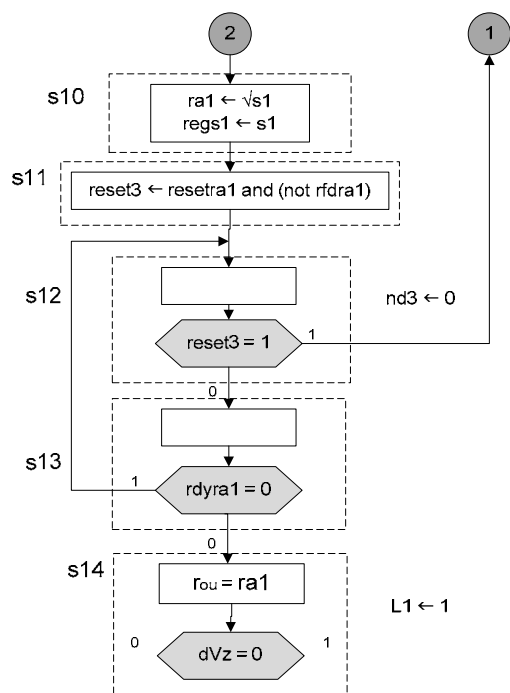 2
1
s10
ra1 ← √s1
regs1 ← s1
s11
reset3 ← resetra1 and (not rfdra1)
s12
nd3 ← 0
reset3 = 1
1
0
s13
1
rdyra1 = 0
0
s14
rou = ra1
L1 ← 1
0
dVz = 0
1